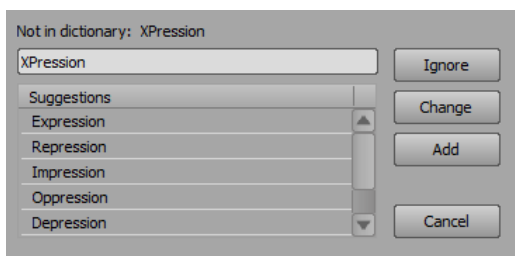 Not in dictionary: XPression
XPression
Ignore
Suggestions
Change
Expression
Repression
Add
Impression
Oppression
Depression
Cancel